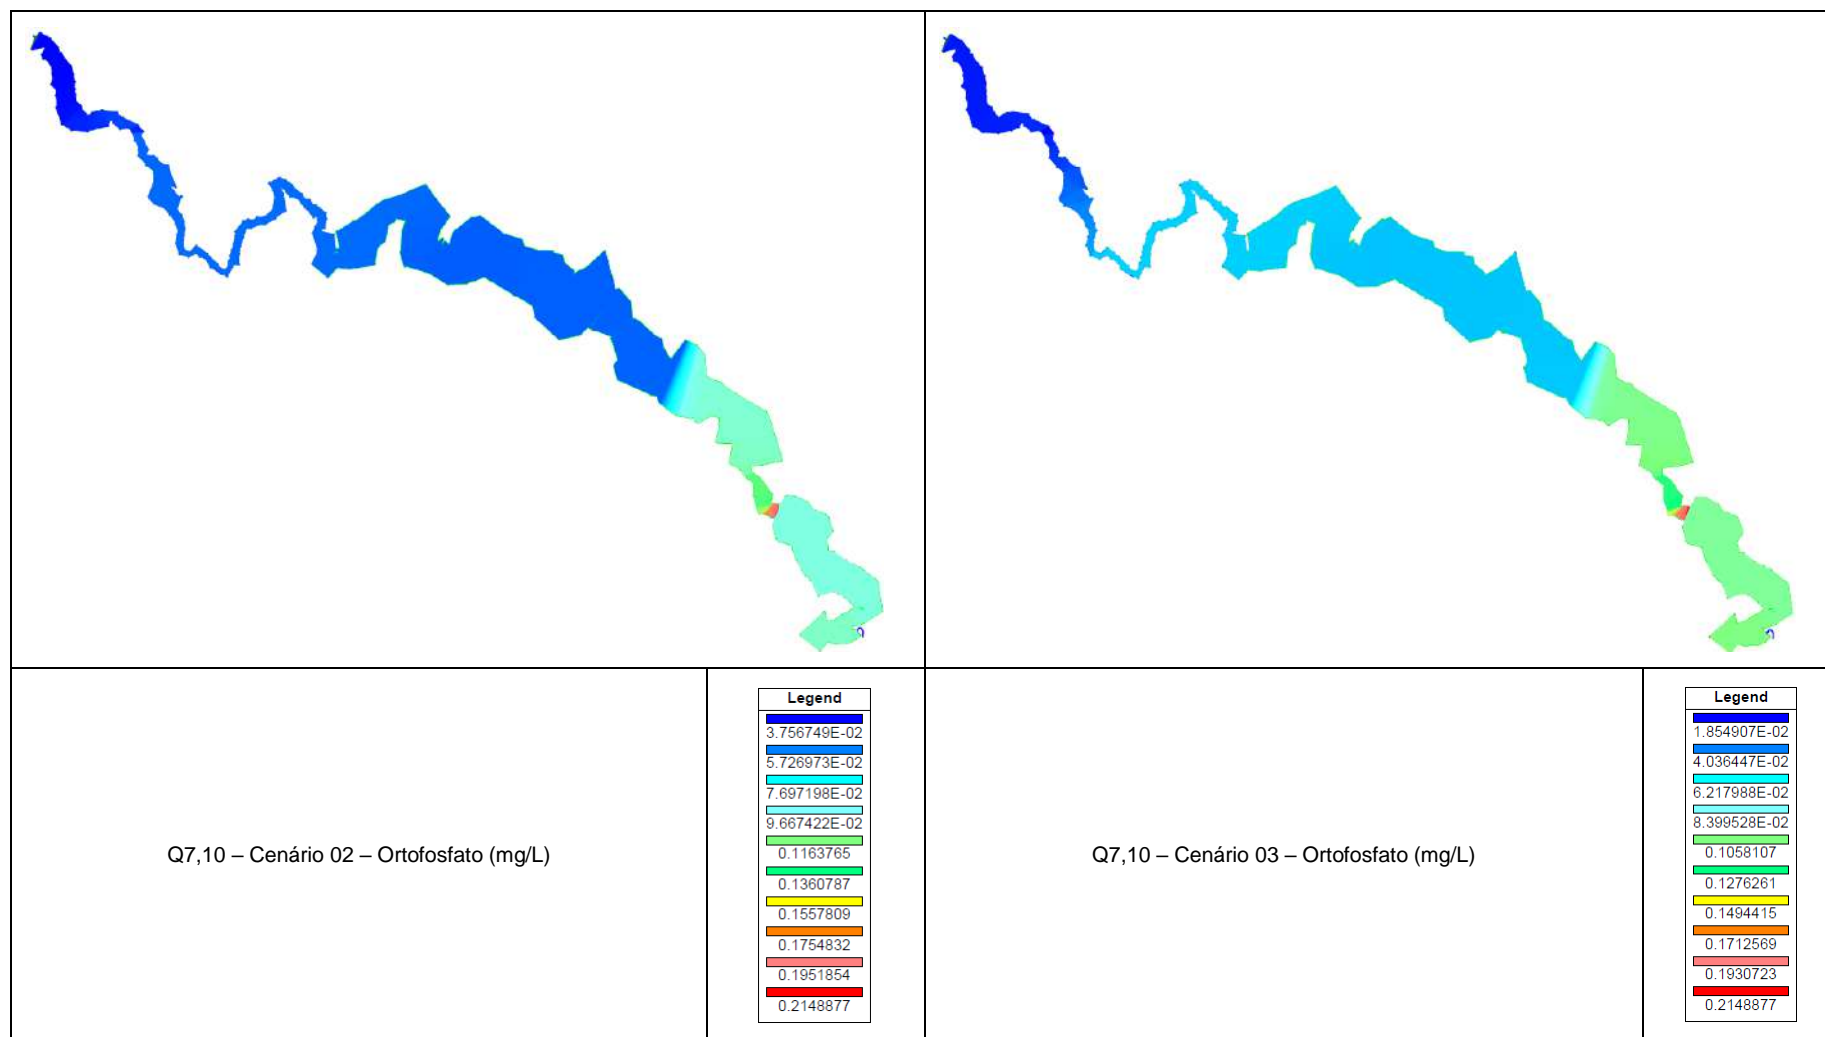 Q7,10 – Cenário 02 – Ortofosfato (mg/L)
Legend
3.756749E-02
5.726973E-02
7.697198E-02
9.667422E-02
0.1163765
0.1360787
0.1557809
0.1754832
0.1951854
0.2148877
Q7,10 – Cenário 03 – Ortofosfato (mg/L)
Legend
1.854907E-02
4.036447E-02
6.217988E-02
8.399528E-02
0.1058107
0.1276261
0.1494415
0.1712569
0.1930723
0.2148877